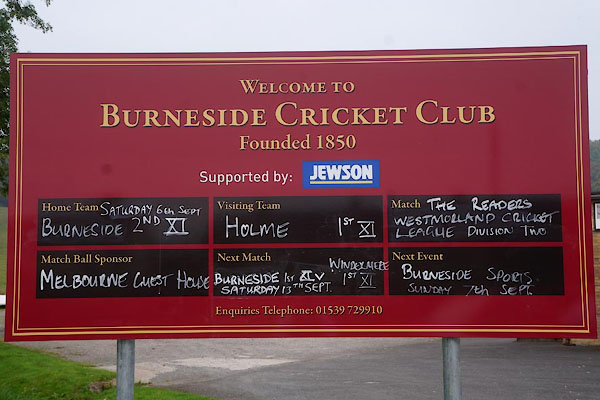 WELCOME TO
BURNESIDE CRICKET CLUB
Founded 1850
Supported by: JEWSON
Home Team SATURDAY 6th SEPT
BURNESIDE 2ND XI
Visiting Team
HOLME 1ST XI
Match THE READERS
WESTMORLAND CRICKET
LEAGUE DIVISION TWO
Match Ball Sponsor
MELBOURNE GUEST HOUSE
Next Match WINDERMERE
BURNESIDE 1st XI V 1ST XI
SATURDAY 13TH SEPT.
Next Event
BURNESIDE SPORTS
SUNDAY 7th SEPT.
Enquiries Telephone: 01539 729910